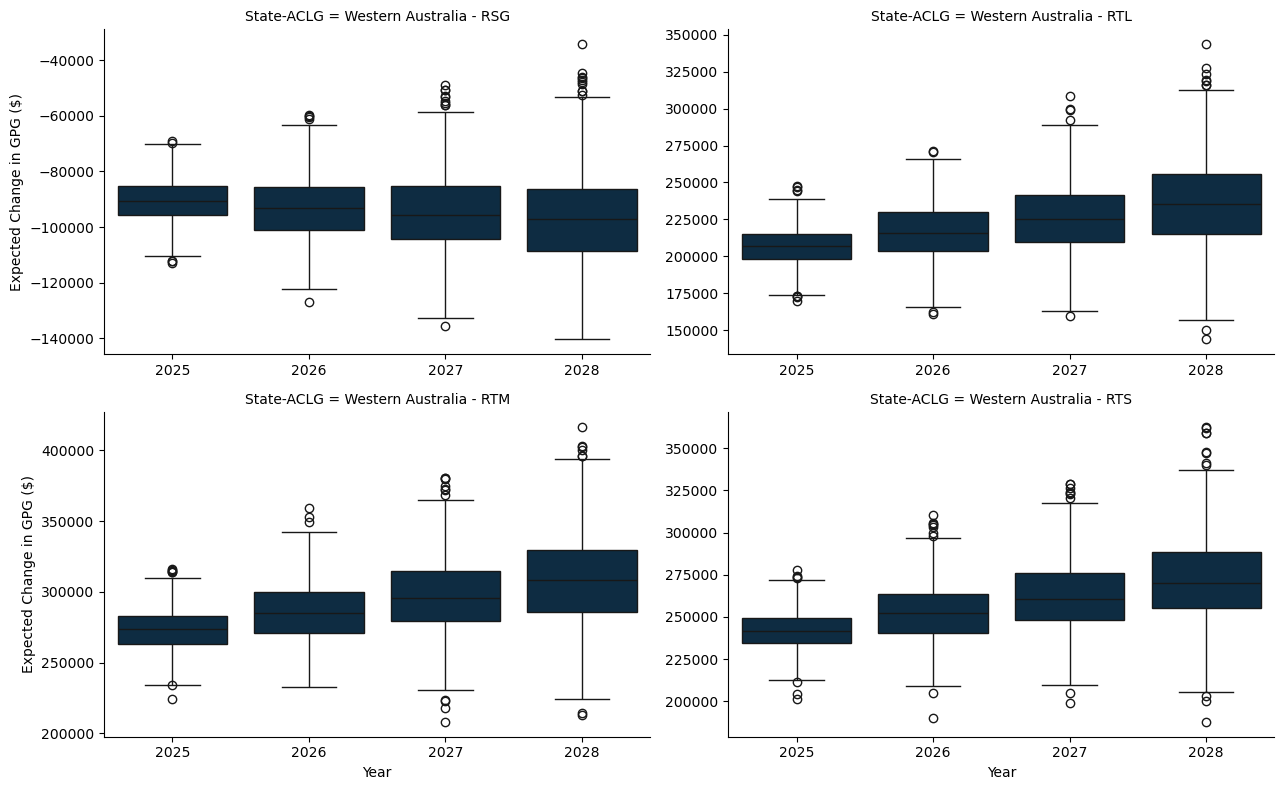 State-ACLG = Western Australia - RSG
Expected Change in GPG ($)
−40000
−60000
−80000
−100000
−120000
−140000
2025 2026 2027 2028
State-ACLG = Western Australia - RTL
350000
325000
300000
275000
250000
225000
200000
175000
150000
2025 2026 2027 2028
State-ACLG = Western Australia - RTM
Expected Change in GPG ($)
400000
350000
300000
250000
200000
2025 2026 2027 2028
Year
State-ACLG = Western Australia - RTS
350000
325000
300000
275000
250000
225000
200000
2025 2026 2027 2028
Year